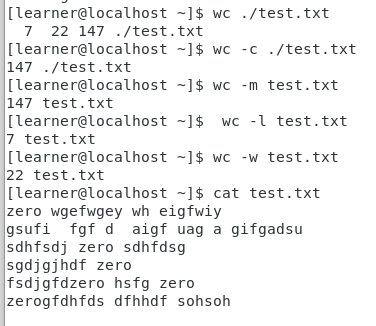 [learner@localhost ~]$ wc ./test.txt
  7  22 147 ./test.txt
[learner@localhost ~]$ wc -c ./test.txt
147 ./test.txt
[learner@localhost ~]$ wc -m test.txt
147 test.txt
[learner@localhost ~]$  wc -l test.txt
7 test.txt
[learner@localhost ~]$ wc -w test.txt
22 test.txt
[learner@localhost ~]$ cat test.txt
zero wgefwgey wh eigfwiy
gsufi  fgf d  aigf uag a gifgadsu
sdhfsdj zero sdhfdsg
sgdjgjhdf zero
fsdjgfdzero hsfg zero
zerogfdhfds dfhhdf sohsoh